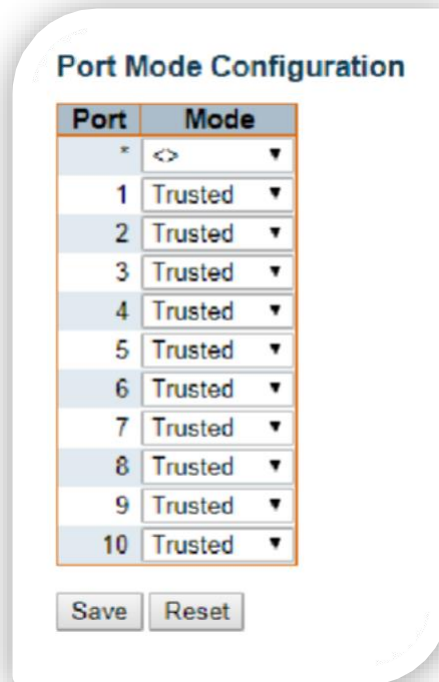 Port Mode Configuration
Port Mode
* <>
1 Trusted
2 Trusted
3 Trusted
4 Trusted
5 Trusted
6 Trusted
7 Trusted
8 Trusted
9 Trusted
10 Trusted
Save Reset